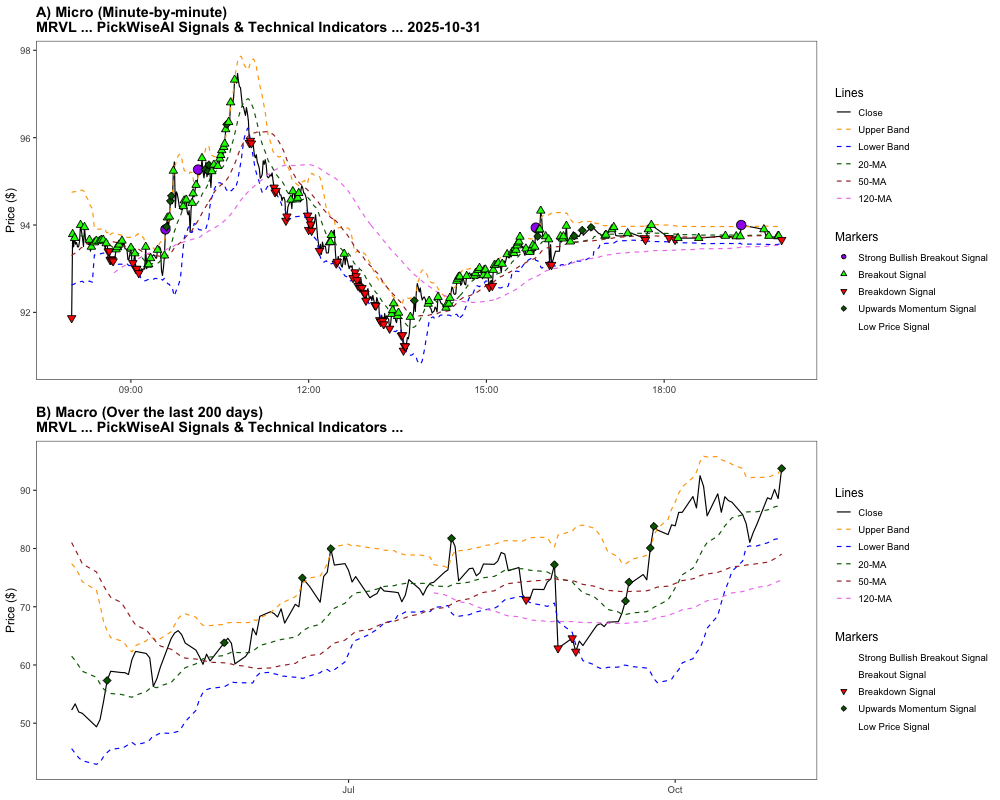 A) Micro (Minute-by-minute)
MRVL ... PickWiseAI Signals & Technical Indicators ... 2025-10-31
98
96
94
92
Price ($)
09:00
12:00
15:00
18:00
Lines
Close
Upper Band
Lower Band
20-MA
50-MA
120-MA
Markers
Strong Bullish Breakout Signal
Breakout Signal
Breakdown Signal
Upwards Momentum Signal
Low Price Signal
B) Macro (Over the last 200 days)
MRVL ... PickWiseAI Signals & Technical Indicators ...
90
80
70
60
50
Price ($)
Jul
Oct
Lines
Close
Upper Band
Lower Band
20-MA
50-MA
120-MA
Markers
Strong Bullish Breakout Signal
Breakout Signal
Breakdown Signal
Upwards Momentum Signal
Low Price Signal